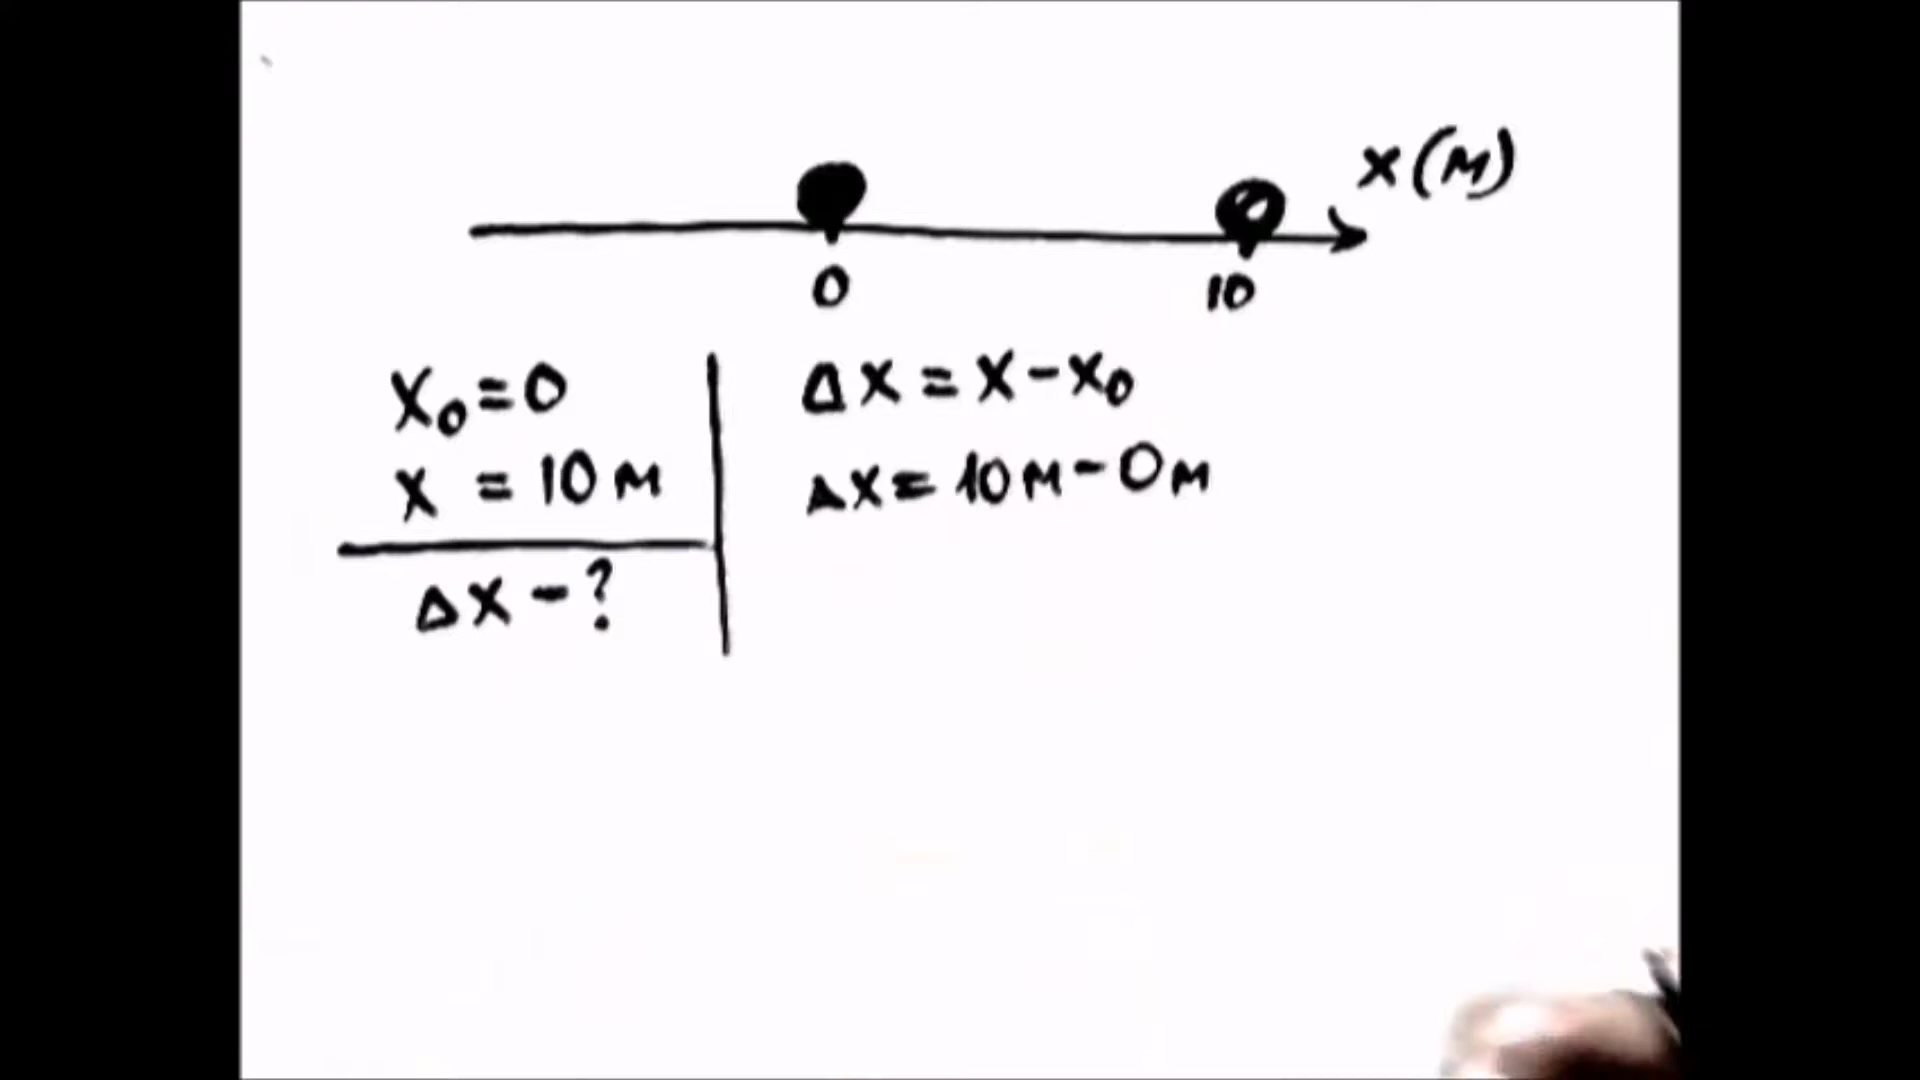 x(м)
0 10
x₀=0
x = 10 м
Δx - ?
Δx = x - x₀
Δx = 10 м - 0 м